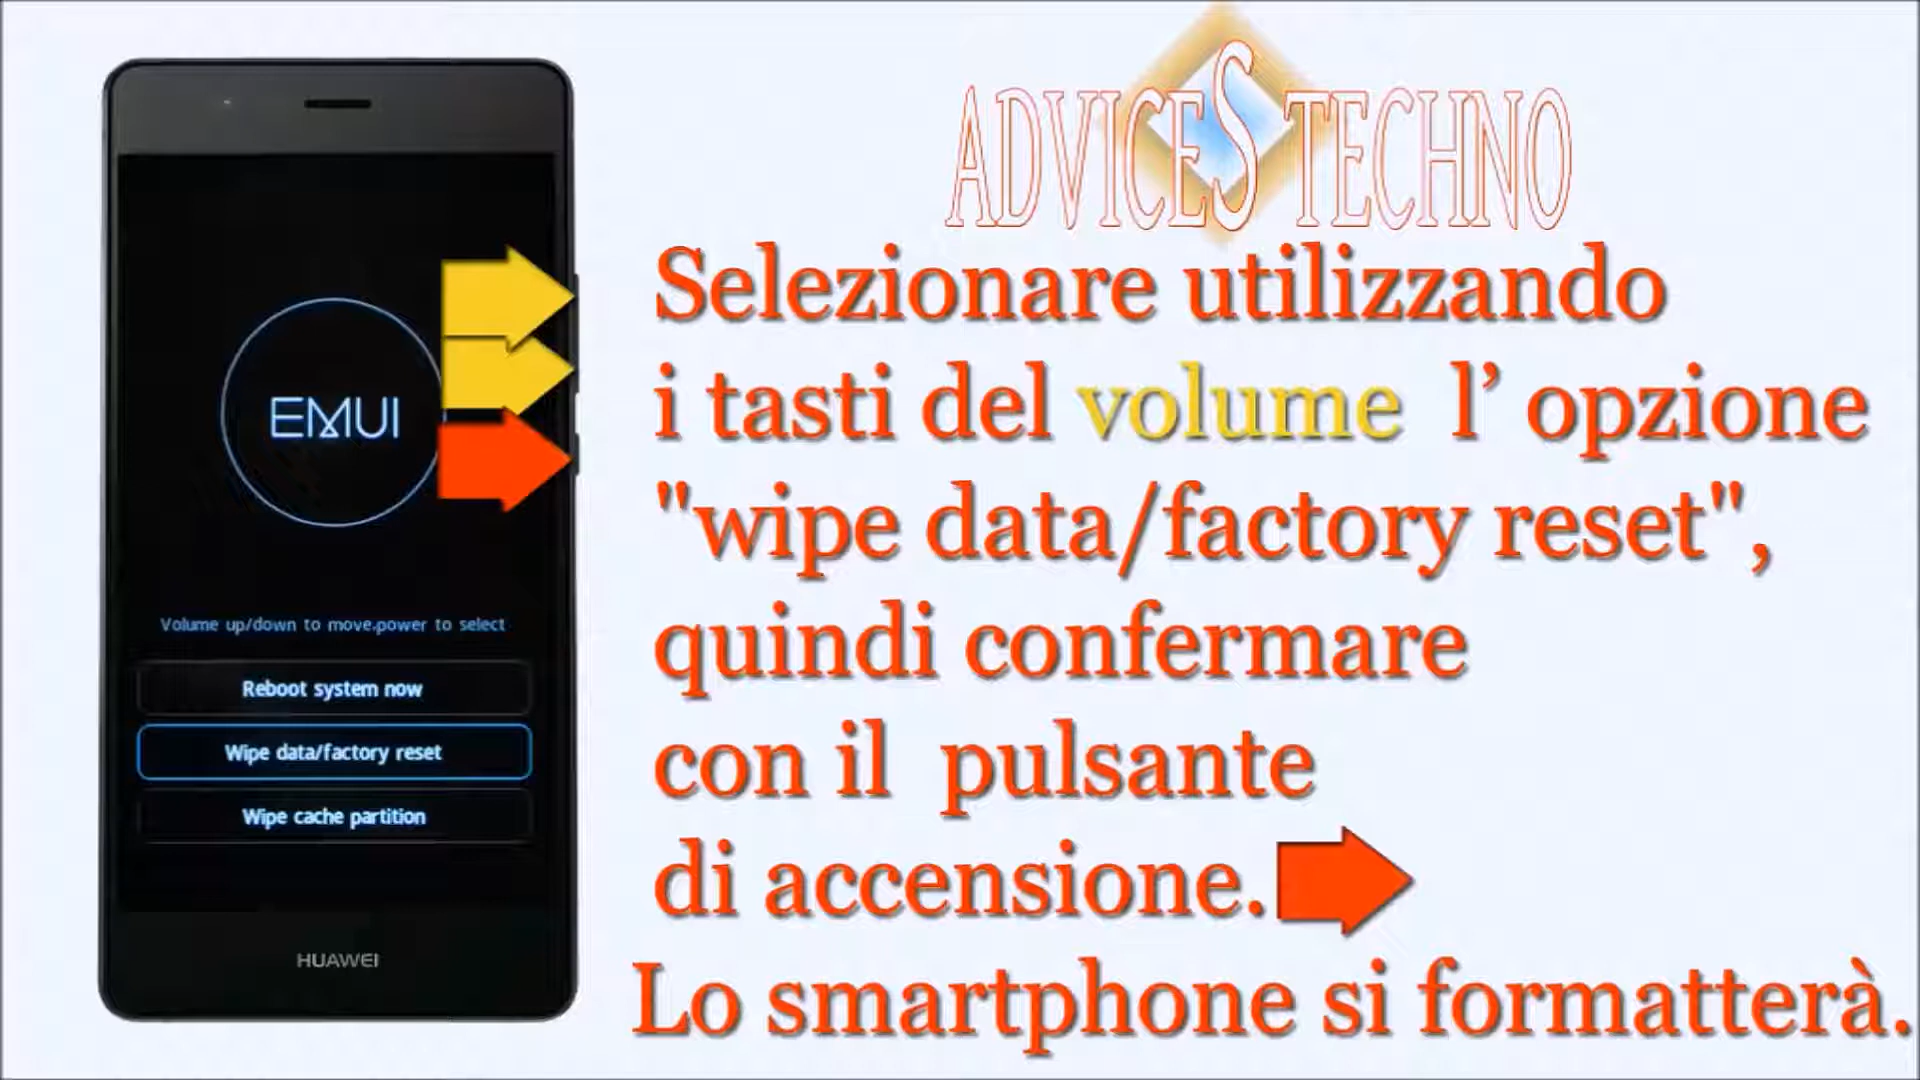 ADVICES TECHNO
Selezionare utilizzando
i tasti del volume l’ opzione
"wipe data/factory reset",
quindi confermare
con il pulsante
di accensione.
Lo smartphone si formatterà.
EMUI
Volume up/down to move.power to select
Reboot system now
Wipe data/factory reset
Wipe cache partition
HUAWEI